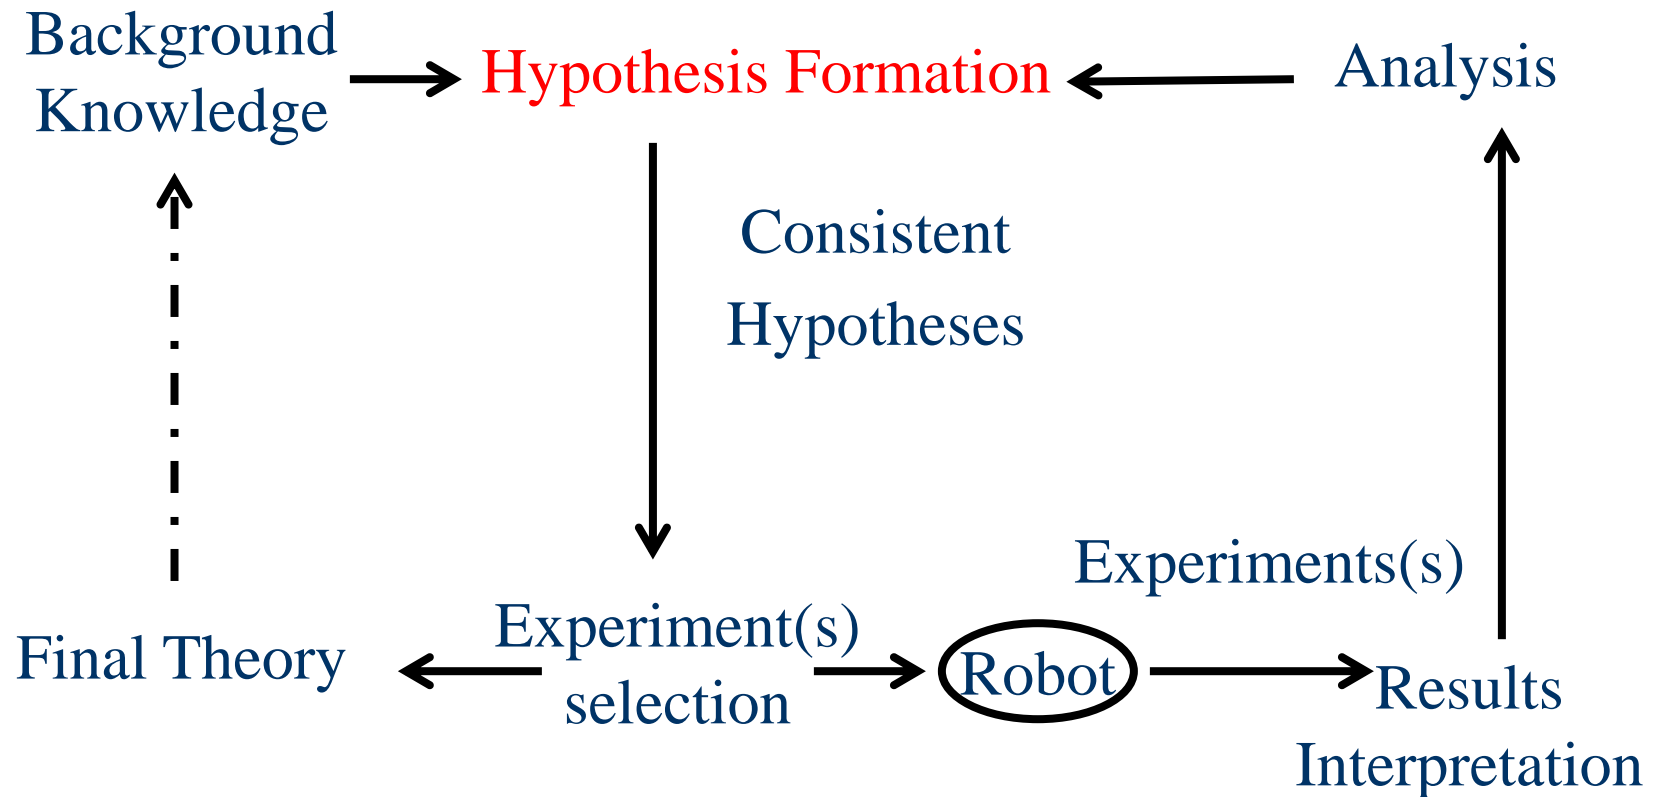 Background
Knowledge
Hypothesis Formation
Analysis
Consistent
Hypotheses
Experiments(s)
Final Theory
Experiment(s)
selection
Robot
Results
Interpretation